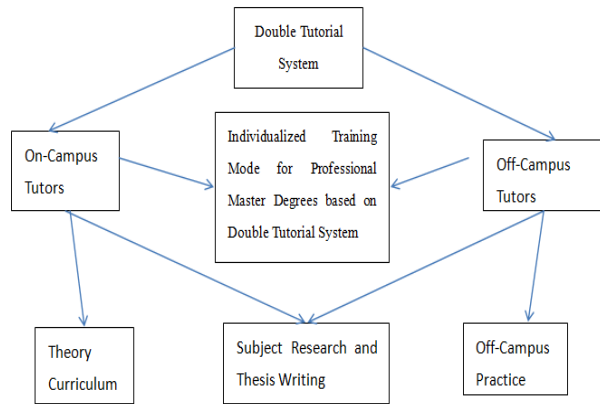 Double Tutorial
System
On-Campus
Tutors
Individualized Training
Mode for Professional
Master Degrees based on
Double Tutorial System
Off-Campus
Tutors
Theory
Curriculum
Subject Research and
Thesis Writing
Off-Campus
Practice